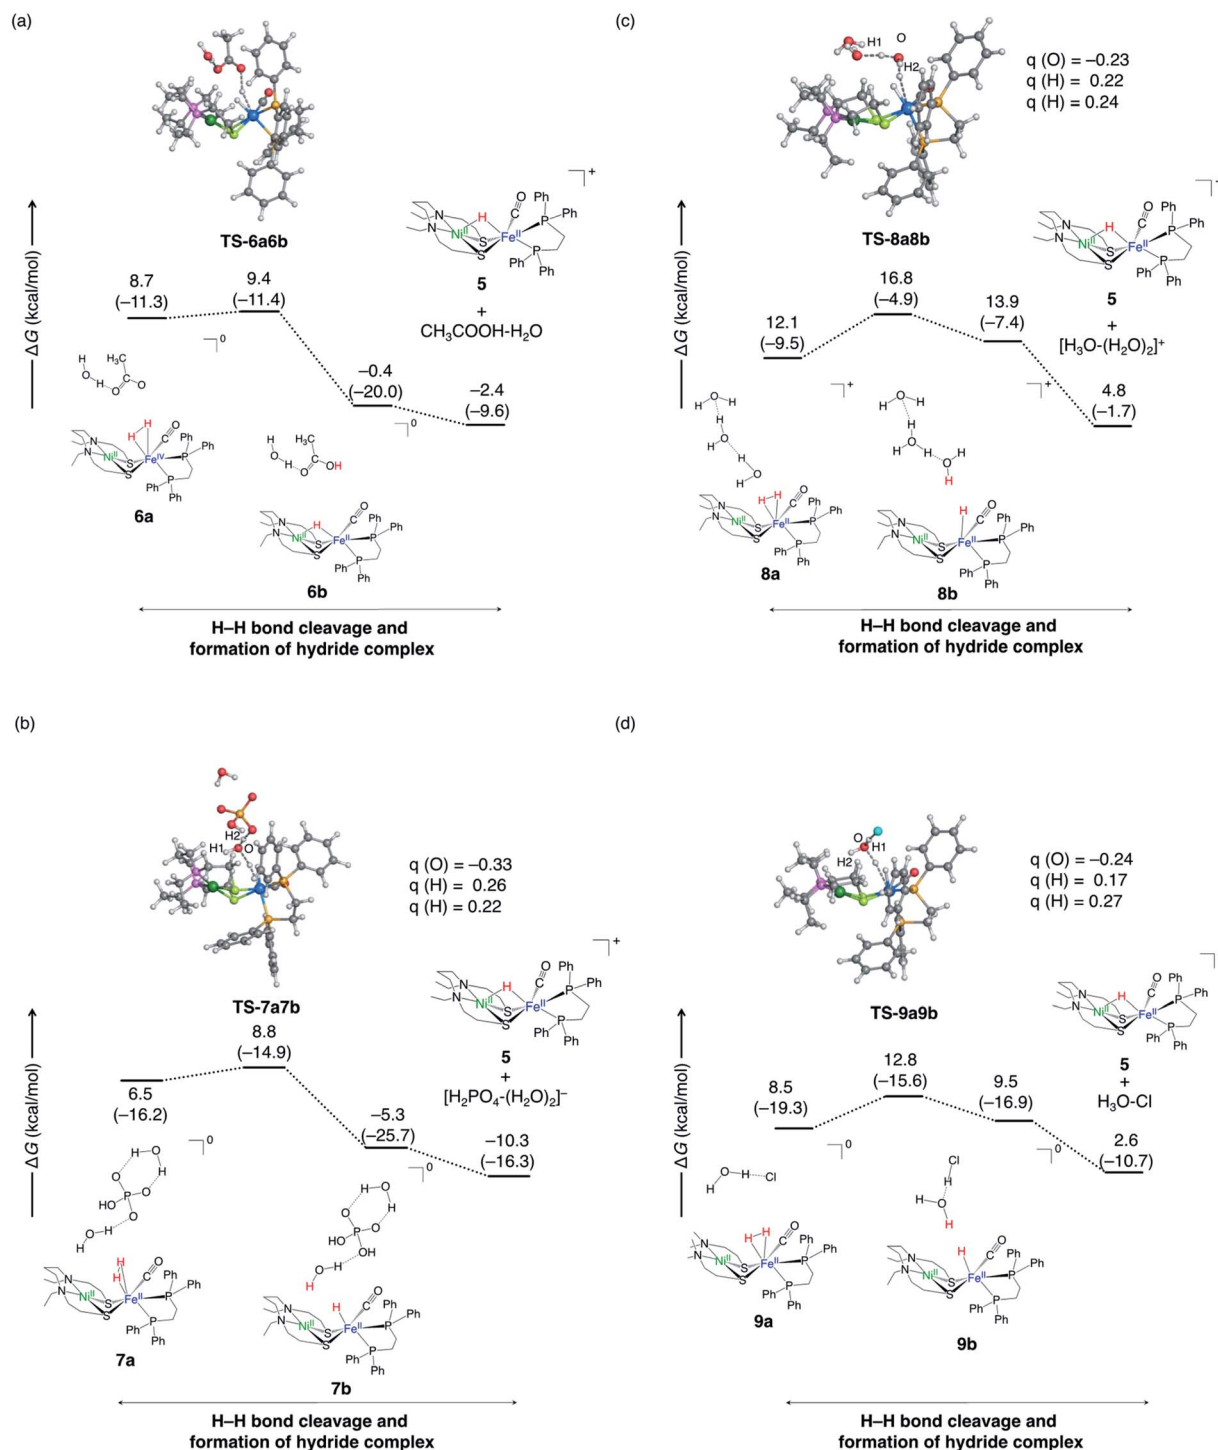 (a)
TS-6a6b
ΔG (kcal/mol)
8.7
(–11.3)
9.4
(–11.4)
–0.4
(–20.0)
–2.4
(–9.6)
5
+
CH₃COOH-H₂O
6a
6b
H–H bond cleavage and
formation of hydride complex
(c)
H1
O
H2
q (O) = –0.23
q (H) = 0.22
q (H) = 0.24
TS-8a8b
ΔG (kcal/mol)
12.1
(–9.5)
16.8
(–4.9)
13.9
(–7.4)
4.8
(–1.7)
5
+
[H₃O-(H₂O)₂]⁺
8a
8b
H–H bond cleavage and
formation of hydride complex
(b)
H2
H1
O
q (O) = –0.33
q (H) = 0.26
q (H) = 0.22
TS-7a7b
ΔG (kcal/mol)
6.5
(–16.2)
8.8
(–14.9)
–5.3
(–25.7)
–10.3
(–16.3)
5
+
[H₂PO₄-(H₂O)₂]⁻
7a
7b
H–H bond cleavage and
formation of hydride complex
(d)
O
H1
H2
q (O) = –0.24
q (H) = 0.17
q (H) = 0.27
TS-9a9b
ΔG (kcal/mol)
8.5
(–19.3)
12.8
(–15.6)
9.5
(–16.9)
2.6
(–10.7)
5
+
H₃O-Cl
9a
9b
H–H bond cleavage and
formation of hydride complex